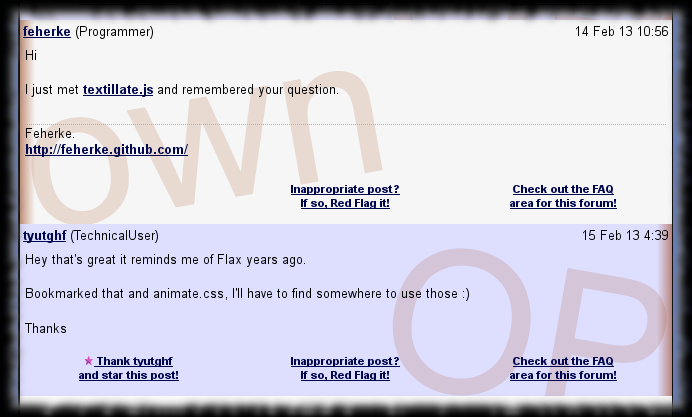 feherke (Programmer) 14 Feb 13 10:56
Hi
I just met textillate.js and remembered your question.
Feherke.
http://feherke.github.com/
Inappropriate post? Check out the FAQ
If so, Red Flag it! area for this forum!
own
tyutghf (TechnicalUser) 15 Feb 13 4:39
Hey that's great it reminds me of Flax years ago.
Bookmarked that and animate.css, I'll have to find somewhere to use those :)
Thanks
Thank tyutghf Inappropriate post? Check out the FAQ
and star this post! If so, Red Flag it! area for this forum!
OP